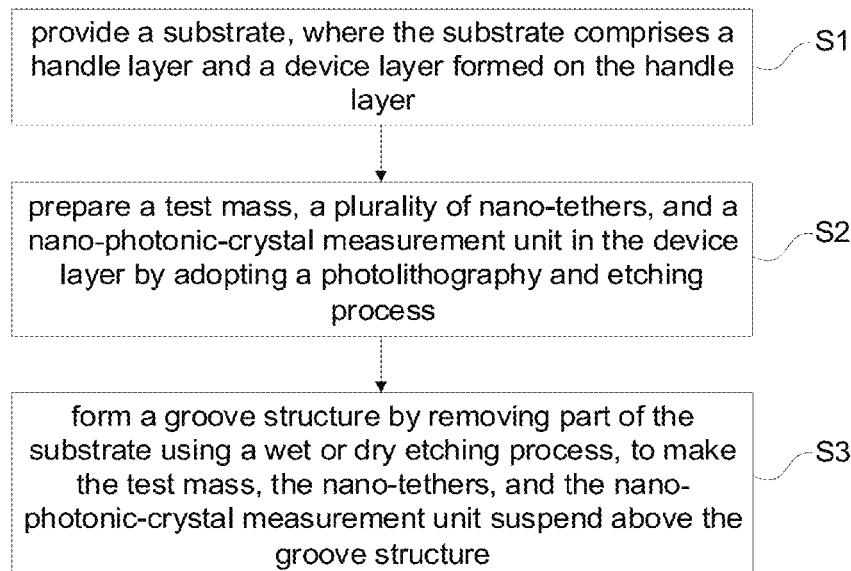 provide a substrate, where the substrate comprises a
handle layer and a device layer formed on the handle
layer
S1
prepare a test mass, a plurality of nano-tethers, and a
nano-photonic-crystal measurement unit in the device
layer by adopting a photolithography and etching
process
S2
form a groove structure by removing part of the
substrate using a wet or dry etching process, to make
the test mass, the nano-tethers, and the nano-
photonic-crystal measurement unit suspend above the
groove structure
S3